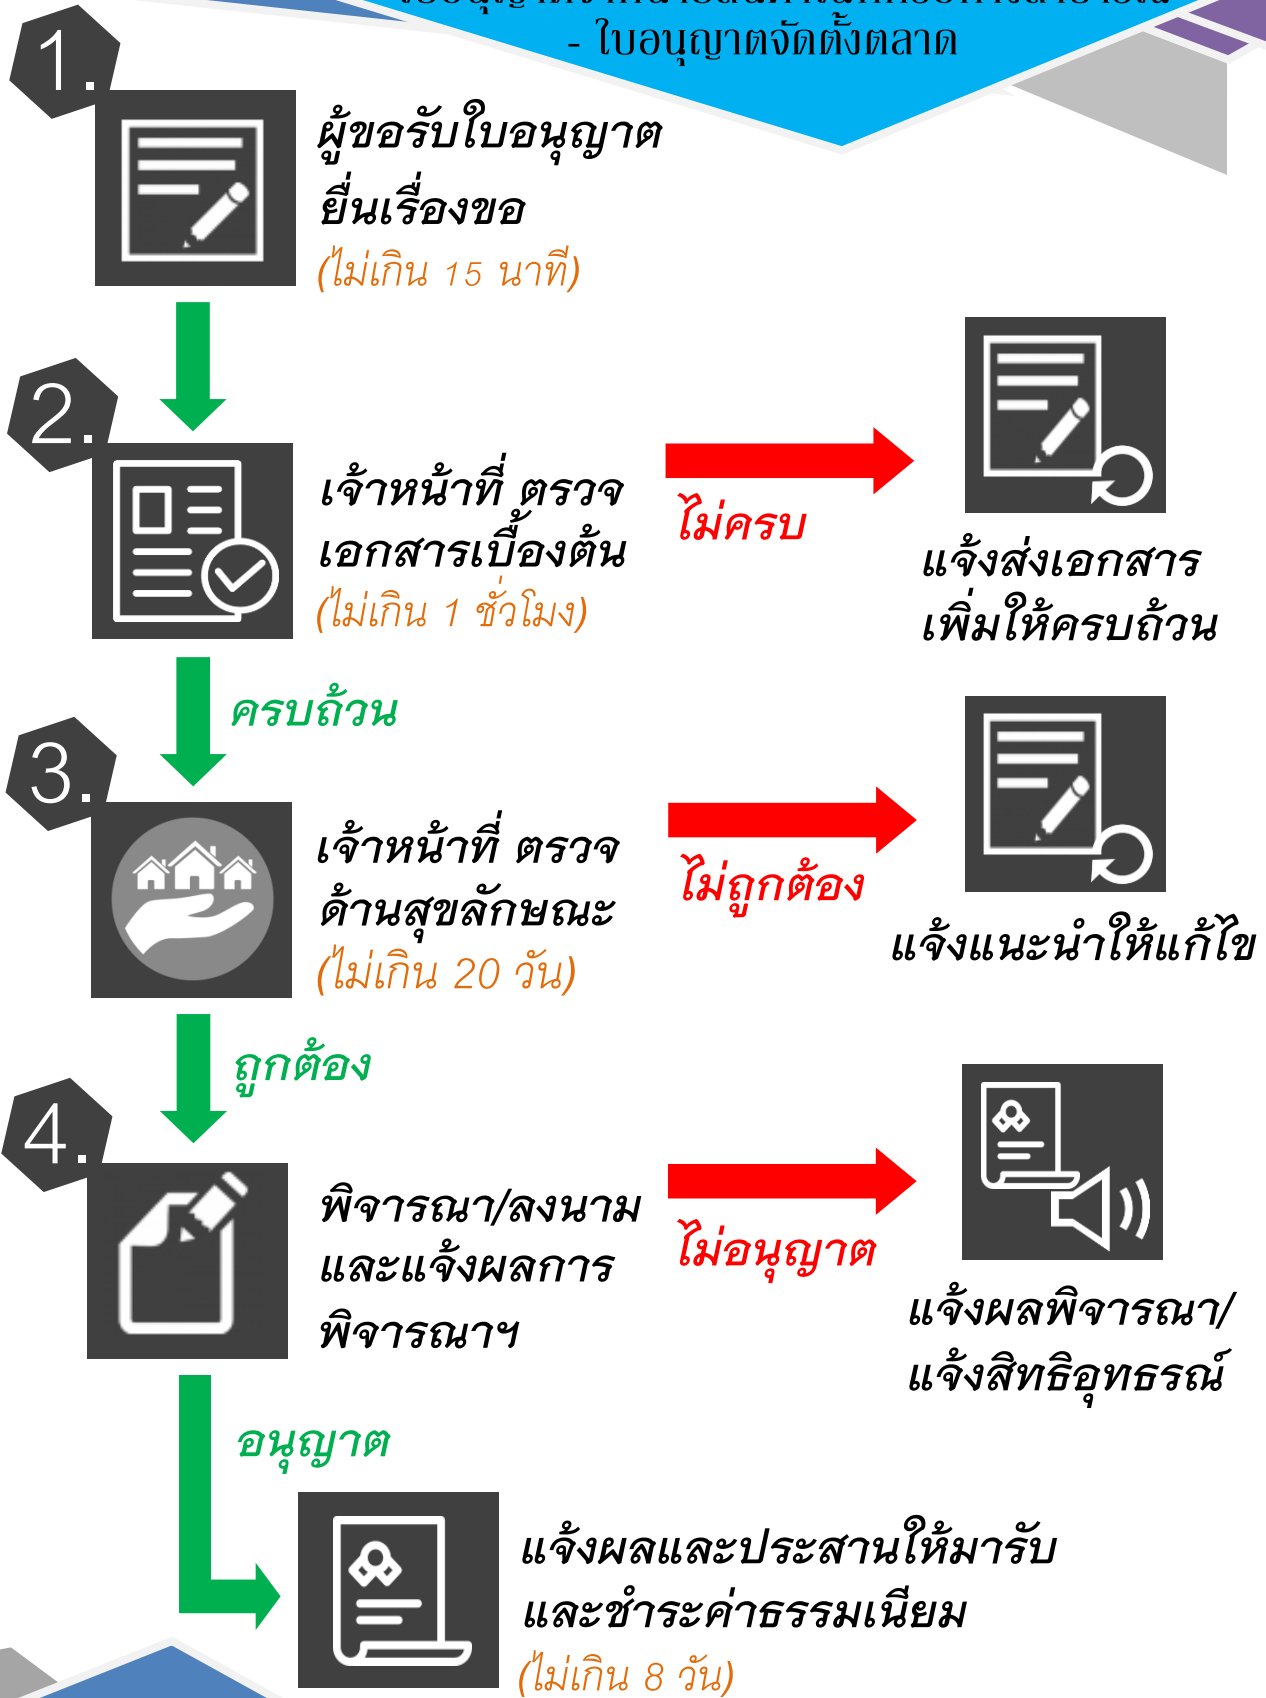 - ใบอนุญาตจัดตั้งตลาด
1.
ผู้ขอรับใบอนุญาต
ยื่นเรื่องขอ
(ไม่เกิน 15 นาที)
2.
เจ้าหน้าที่ ตรวจ
เอกสารเบื้องต้น
(ไม่เกิน 1 ชั่วโมง)
ไม่ครบ
แจ้งส่งเอกสาร
เพิ่มให้ครบถ้วน
ครบถ้วน
3.
เจ้าหน้าที่ ตรวจ
ด้านสุขลักษณะ
(ไม่เกิน 20 วัน)
ไม่ถูกต้อง
แจ้งแนะนำให้แก้ไข
ถูกต้อง
4.
พิจารณา/ลงนาม
และแจ้งผลการ
พิจารณาฯ
ไม่อนุญาต
แจ้งผลพิจารณา/
แจ้งสิทธิอุทธรณ์
อนุญาต
แจ้งผลและประสานให้มารับ
และชำระค่าธรรมเนียม
(ไม่เกิน 8 วัน)